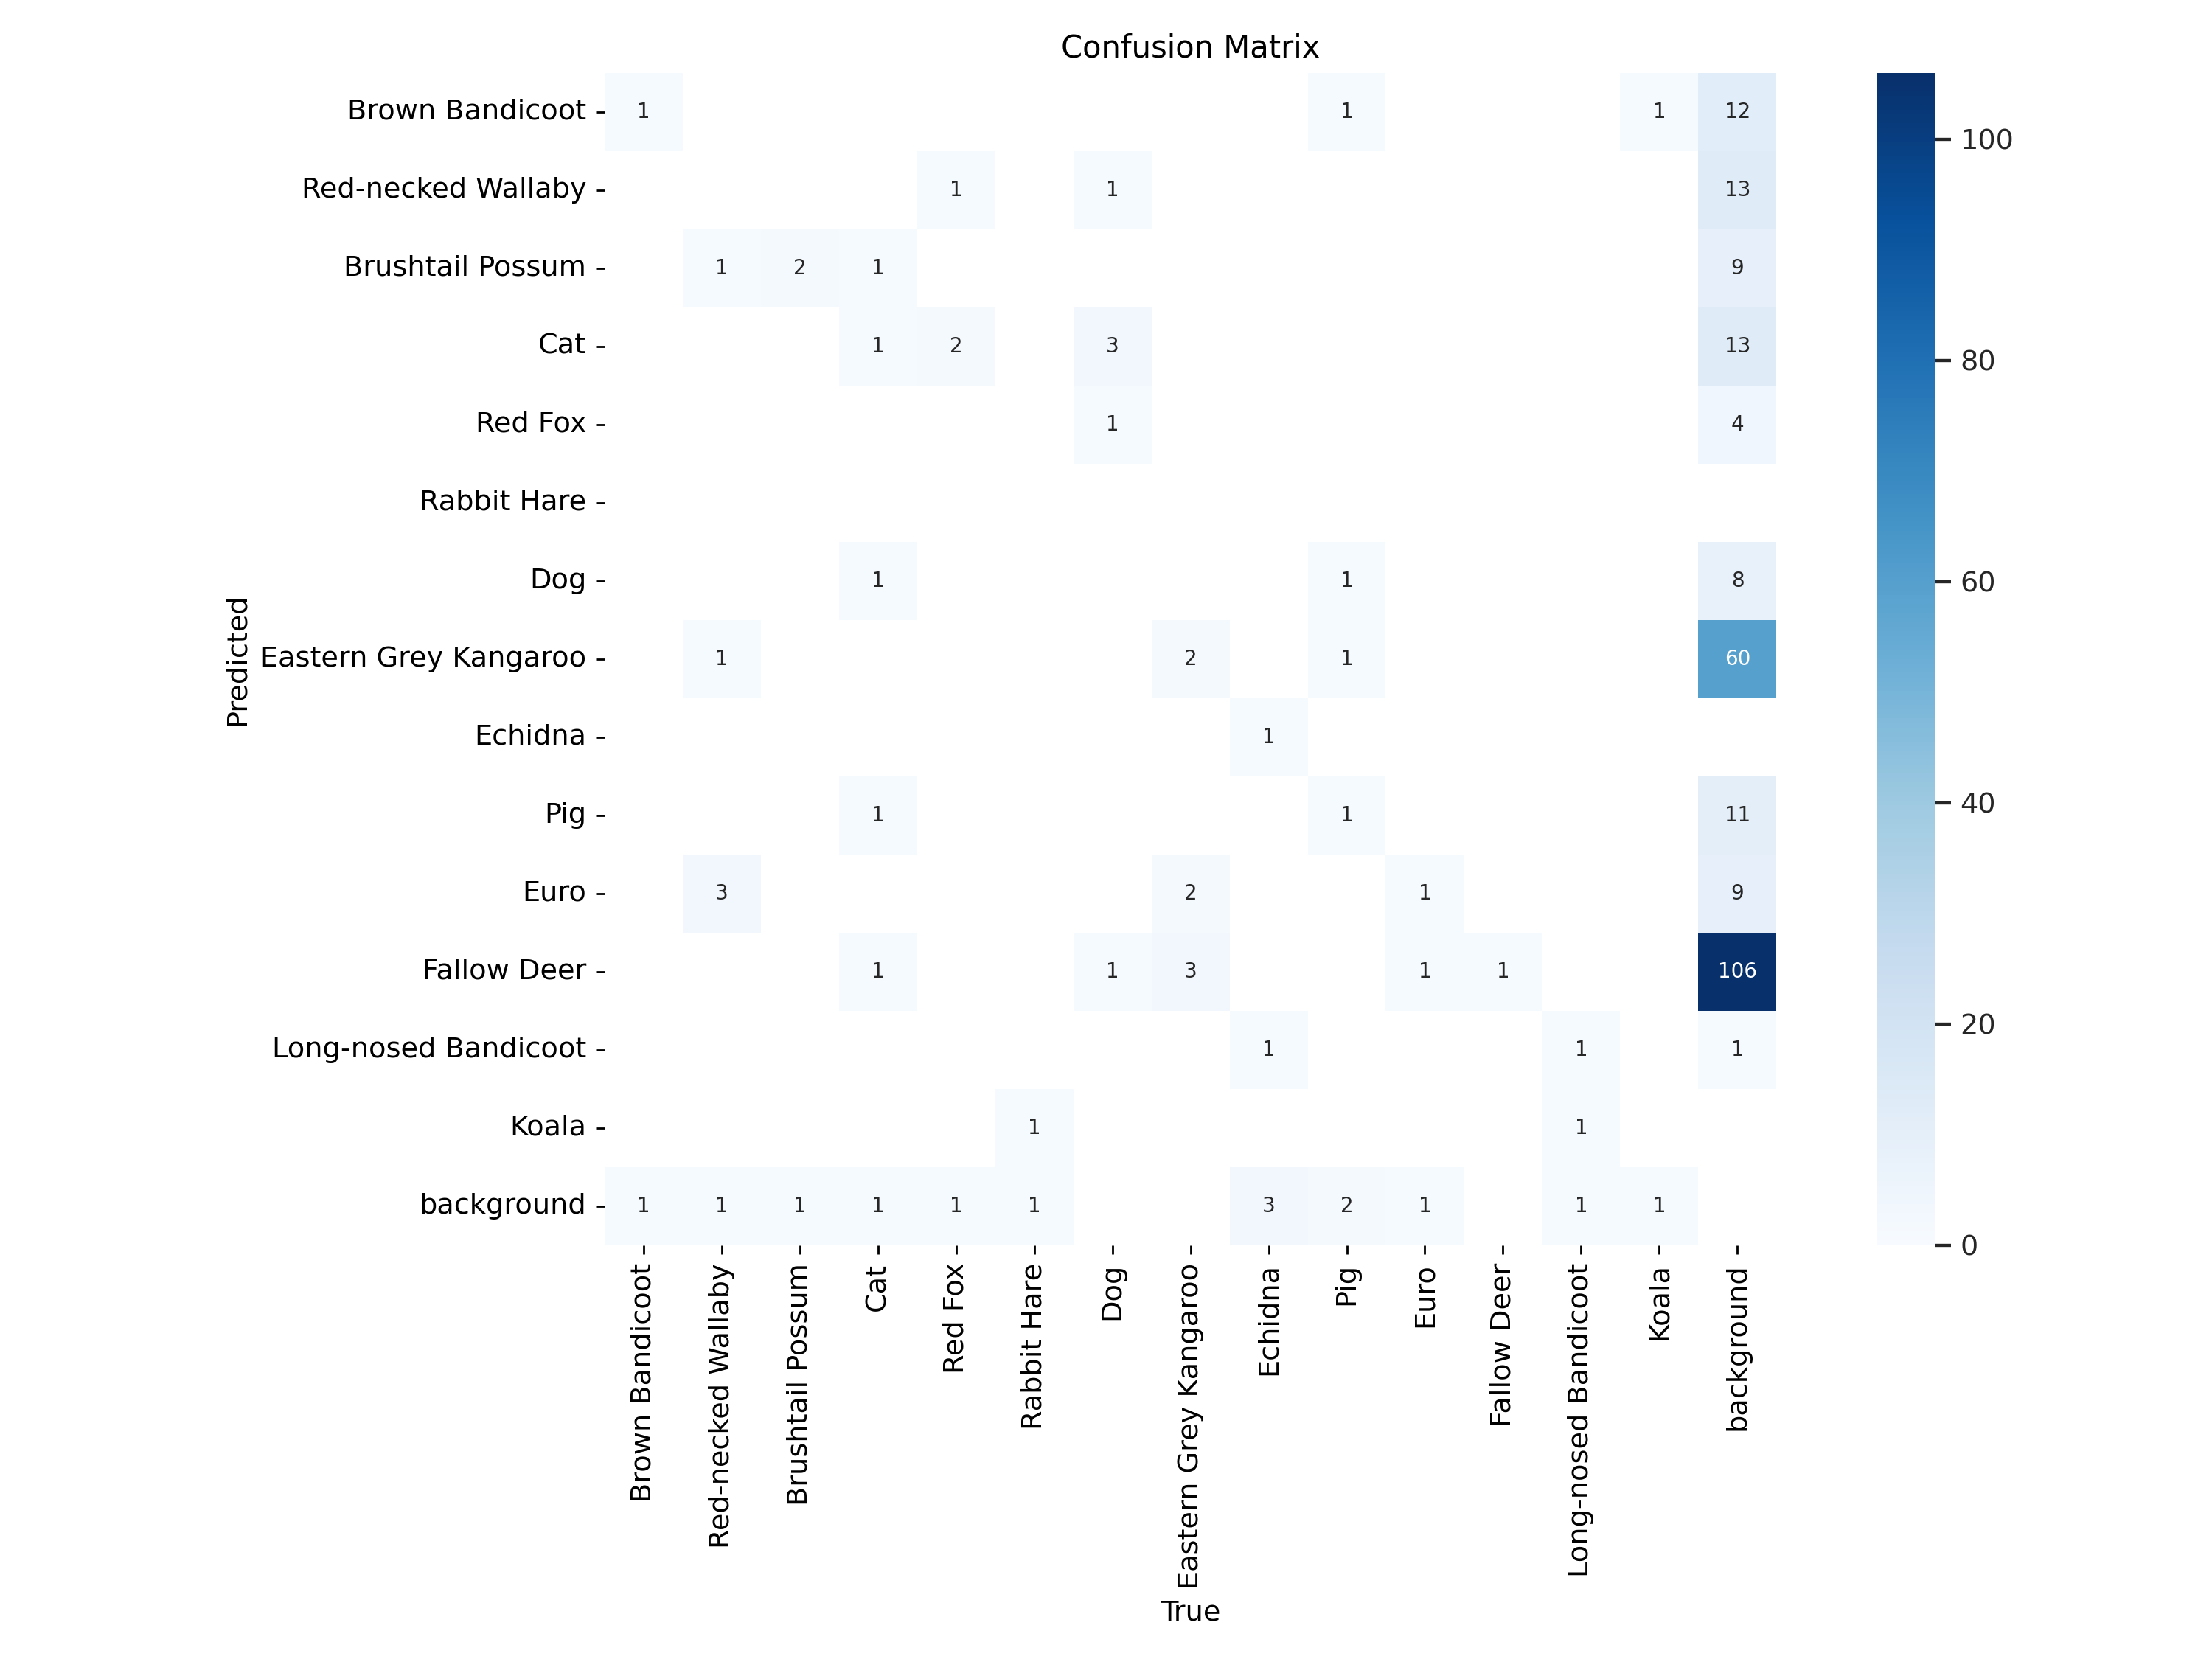 Confusion Matrix
Predicted
Brown Bandicoot 1 1 1 12
Red-necked Wallaby 1 1 13
Brushtail Possum 1 2 1 9
Cat 1 2 3 13
Red Fox 1 4
Rabbit Hare
Dog 1 1 8
Eastern Grey Kangaroo 1 2 1 60
Echidna 1
Pig 1 1 11
Euro 3 2 1 9
Fallow Deer 1 1 3 1 1 106
Long-nosed Bandicoot 1 1 1
Koala 1 1
background 1 1 1 1 1 1 3 2 1 1 1
Brown Bandicoot
Red-necked Wallaby
Brushtail Possum
Cat
Red Fox
Rabbit Hare
Dog
Eastern Grey Kangaroo
Echidna
Pig
Euro
Fallow Deer
Long-nosed Bandicoot
Koala
background
True
100
80
60
40
20
0